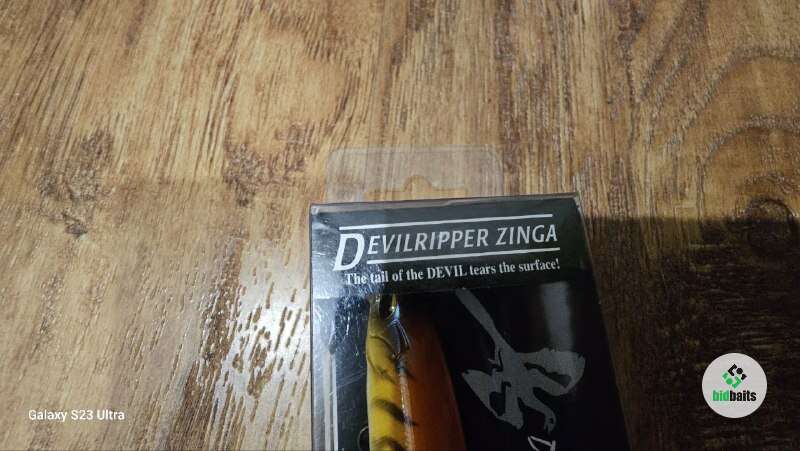 DEVILRIPPER ZINGA
The tail of the DEVIL tears the surface!
Galaxy S23 Ultra
bidbaits